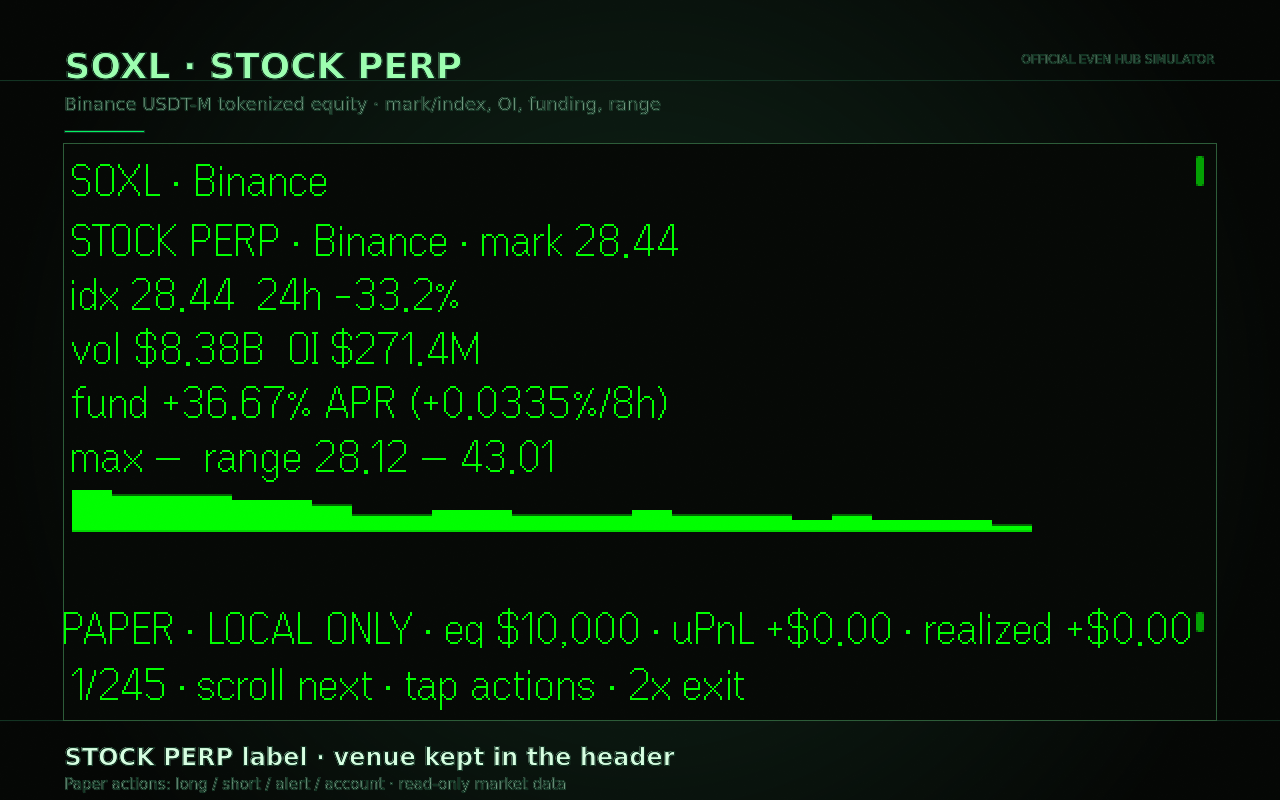 SOXL · STOCK PERP
OFFICIAL EVEN HUB SIMULATOR
Binance USDT-M tokenized equity · mark/index, OI, funding, range
SOXL · Binance
STOCK PERP · Binance · mark 28.44
idx 28.44  24h -33.2%
vol $8.38B  OI $271.4M
fund +36.67% APR (+0.0335%/8h)
max —  range 28.12 — 43.01
PAPER · LOCAL ONLY · eq $10,000 · uPnL +$0.00 · realized +$0.00
1/245 · scroll next · tap actions · 2x exit
STOCK PERP label · venue kept in the header
Paper actions: long / short / alert / account · read-only market data